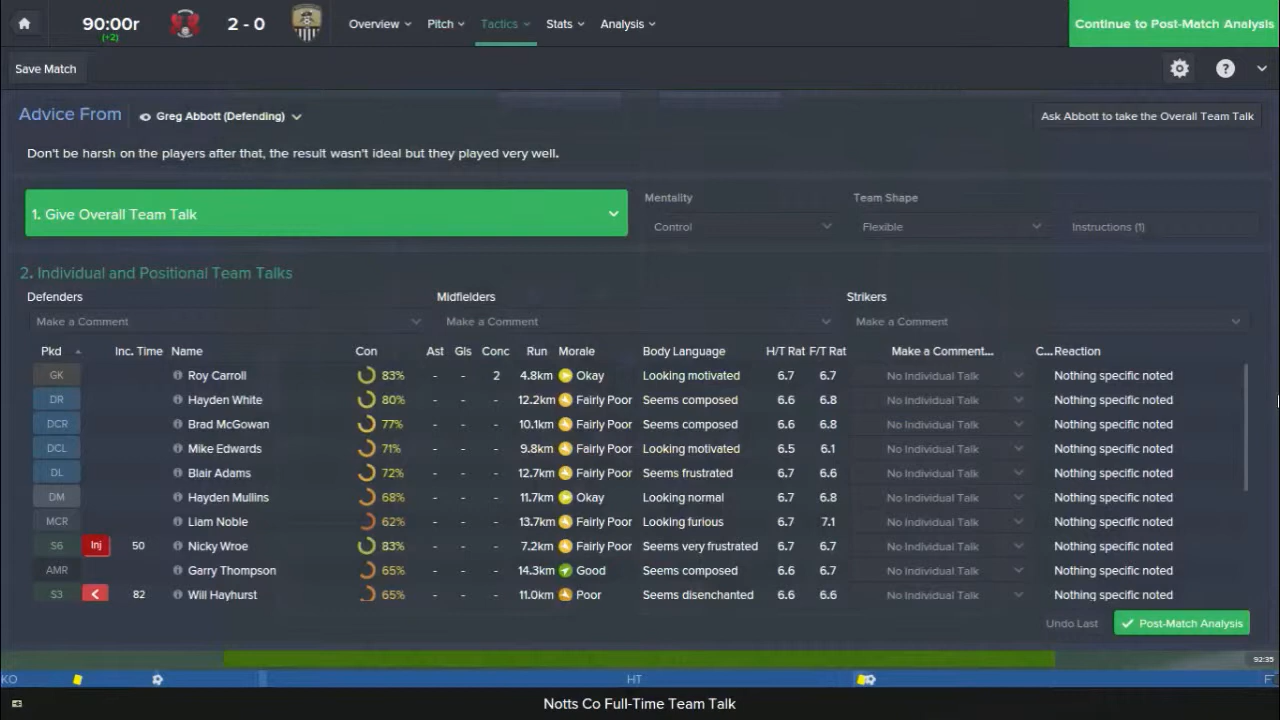 90:00r
(+2)
2 - 0
Overview
Pitch
Tactics
Stats
Analysis
Continue to Post-Match Analysis
Save Match
?
Advice From
Greg Abbott (Defending)
Ask Abbott to take the Overall Team Talk
Don't be harsh on the players after that, the result wasn't ideal but they played very well.
1. Give Overall Team Talk
Mentality
Control
Team Shape
Flexible
Instructions (1)
2. Individual and Positional Team Talks
Defenders Midfielders Strikers
Make a Comment Make a Comment Make a Comment
Pkd Inc. Time Name Con Ast Gls Conc Run Morale Body Language H/T Rat F/T Rat Make a Comment... C... Reaction
GK Roy Carroll 83% - - 2 4.8km Okay Looking motivated 6.7 6.7 No Individual Talk Nothing specific noted
DR Hayden White 80% - - - 12.2km Fairly Poor Seems composed 6.6 6.8 No Individual Talk Nothing specific noted
DCR Brad McGowan 77% - - - 10.1km Fairly Poor Seems composed 6.6 6.8 No Individual Talk Nothing specific noted
DCL Mike Edwards 71% - - - 9.8km Fairly Poor Looking motivated 6.5 6.1 No Individual Talk Nothing specific noted
DL Blair Adams 72% - - - 12.7km Fairly Poor Seems frustrated 6.7 6.6 No Individual Talk Nothing specific noted
DM Hayden Mullins 68% - - - 11.7km Okay Looking normal 6.7 6.8 No Individual Talk Nothing specific noted
MCR Liam Noble 62% - - - 13.7km Fairly Poor Looking furious 6.7 7.1 No Individual Talk Nothing specific noted
S6 Inj 50 Nicky Wroe 83% - - - 7.2km Fairly Poor Seems very frustrated 6.7 6.7 No Individual Talk Nothing specific noted
AMR Garry Thompson 65% - - - 14.3km Good Seems composed 6.6 6.7 No Individual Talk Nothing specific noted
S3 82 Will Hayhurst 65% - - - 11.0km Poor Seems disenchanted 6.6 6.6 No Individual Talk Nothing specific noted
Undo Last
Post-Match Analysis
92:35
KO HT F
Notts Co Full-Time Team Talk